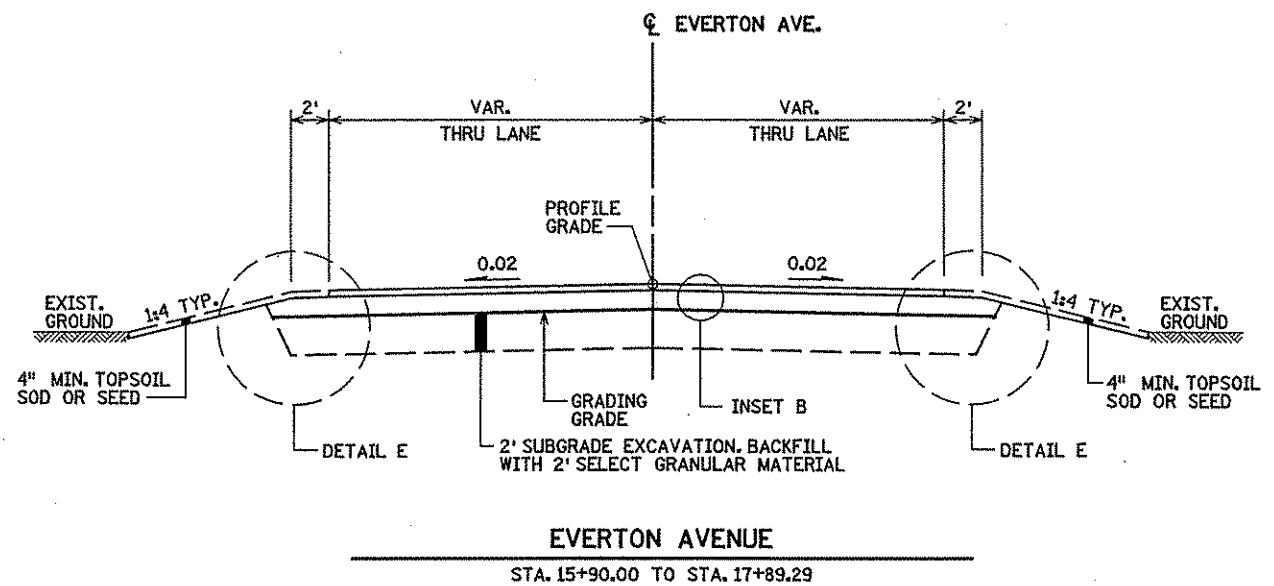 ℄ EVERTON AVE.
2'
VAR.
VAR.
2'
THRU LANE
THRU LANE
PROFILE
GRADE
0.02
0.02
EXIST.
GROUND
1:4 TYP.
1:4 TYP.
EXIST.
GROUND
4" MIN. TOPSOIL
SOD OR SEED
GRADING
GRADE
INSET B
4" MIN. TOPSOIL
SOD OR SEED
DETAIL E
2' SUBGRADE EXCAVATION. BACKFILL
WITH 2' SELECT GRANULAR MATERIAL
DETAIL E
EVERTON AVENUE
STA. 15+90.00 TO STA. 17+89.29